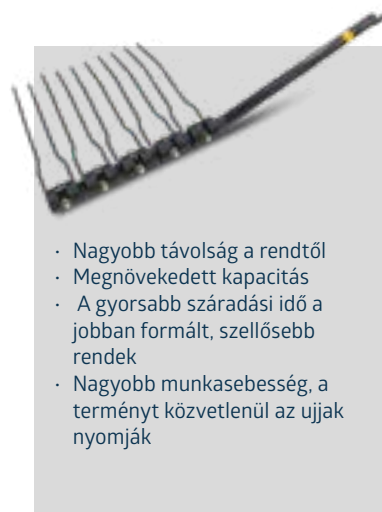 · Nagyobb távolság a rendtől
· Megnövekedett kapacitás
· A gyorsabb száradási idő a
jobban formált, szellősebb
rendek
· Nagyobb munkasebesség, a
terményt közvetlenül az ujjak
nyomják